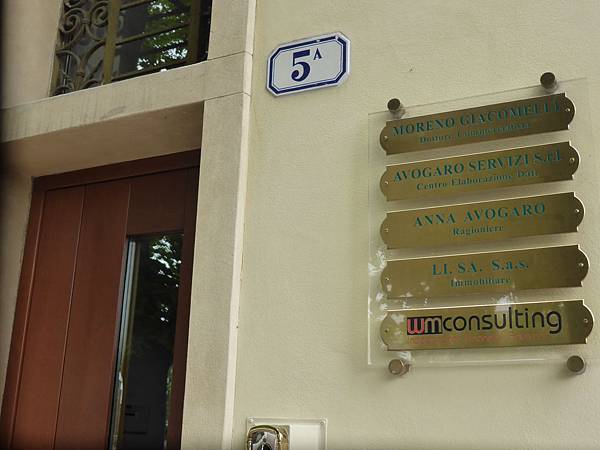 5A
MORENO GIACOMELLI
Dottore Commercialista
AVOGARO SERVIZI S.r.l.
Centro Elaborazione Dati
ANNA AVOGARO
Ragioniere
LI. SA. S.a.s.
Immobiliare
wmconsulting